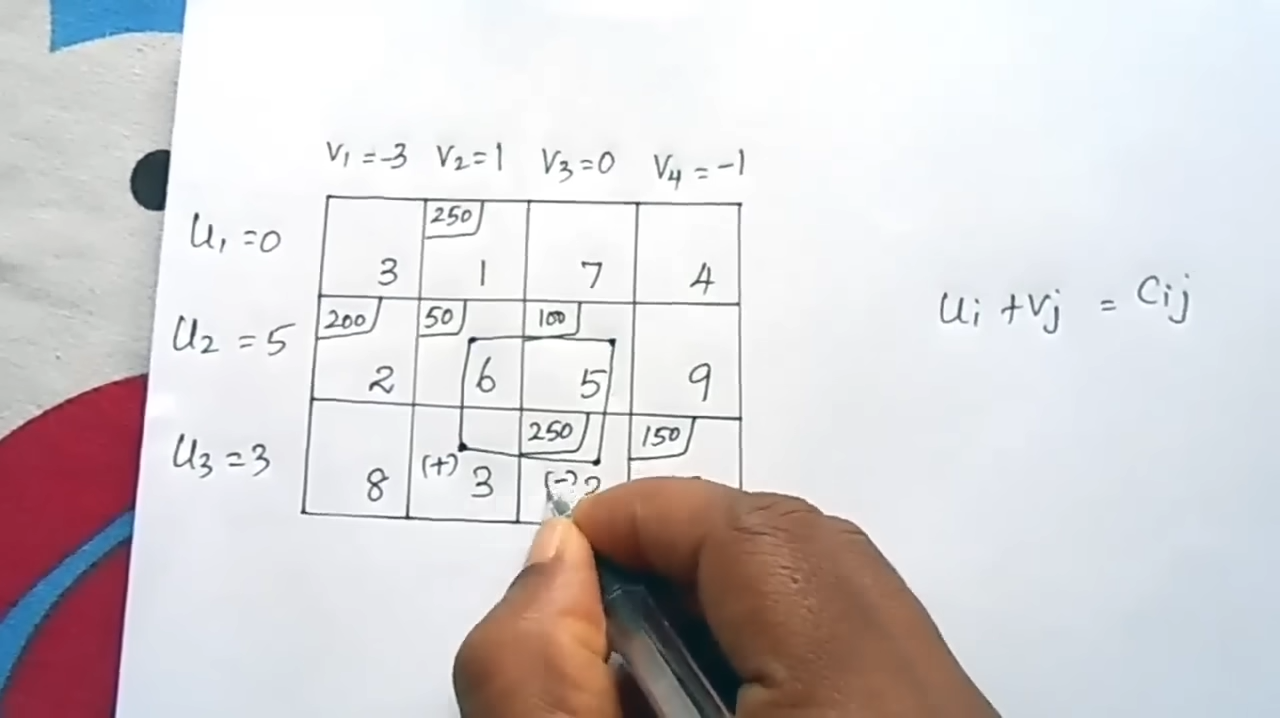 V₁ = -3 V₂ = 1 V₃ = 0 V₄ = -1
250
U₁ = 0
3 1 7 4
Ui + Vj = Cij
200 50 100
U₂ = 5
2 6 5 9
250 150
U₃ = 3
8 (+) 3 (-)